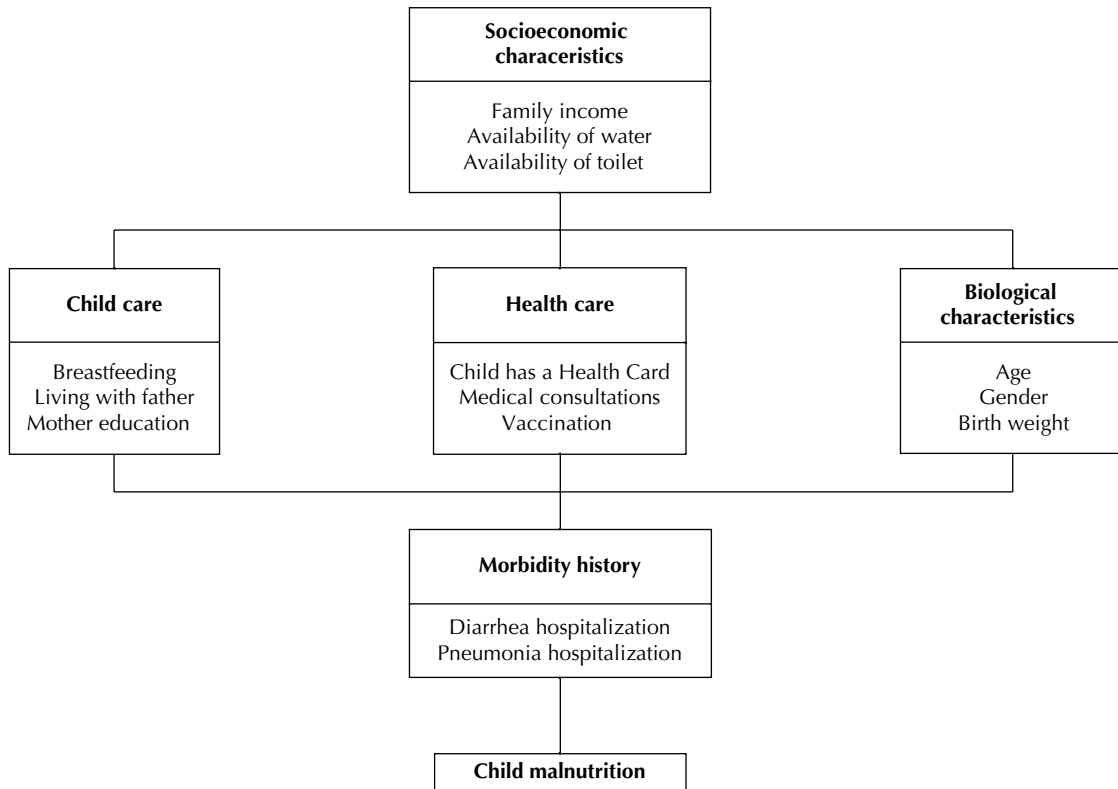 Socioeconomic
characeristics
Family income
Availability of water
Availability of toilet
Child care
Breastfeeding
Living with father
Mother education
Health care
Child has a Health Card
Medical consultations
Vaccination
Biological
characteristics
Age
Gender
Birth weight
Morbidity history
Diarrhea hospitalization
Pneumonia hospitalization
Child malnutrition